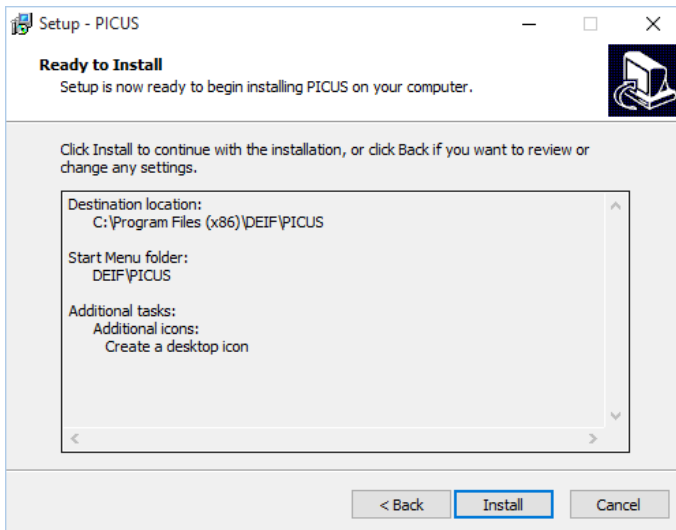 Setup - PICUS
Ready to Install
Setup is now ready to begin installing PICUS on your computer.
Click Install to continue with the installation, or click Back if you want to review or
change any settings.
Destination location:
C:\Program Files (x86)\DEIF\PICUS
Start Menu folder:
DEIF\PICUS
Additional tasks:
Additional icons:
Create a desktop icon
< Back
Install
Cancel